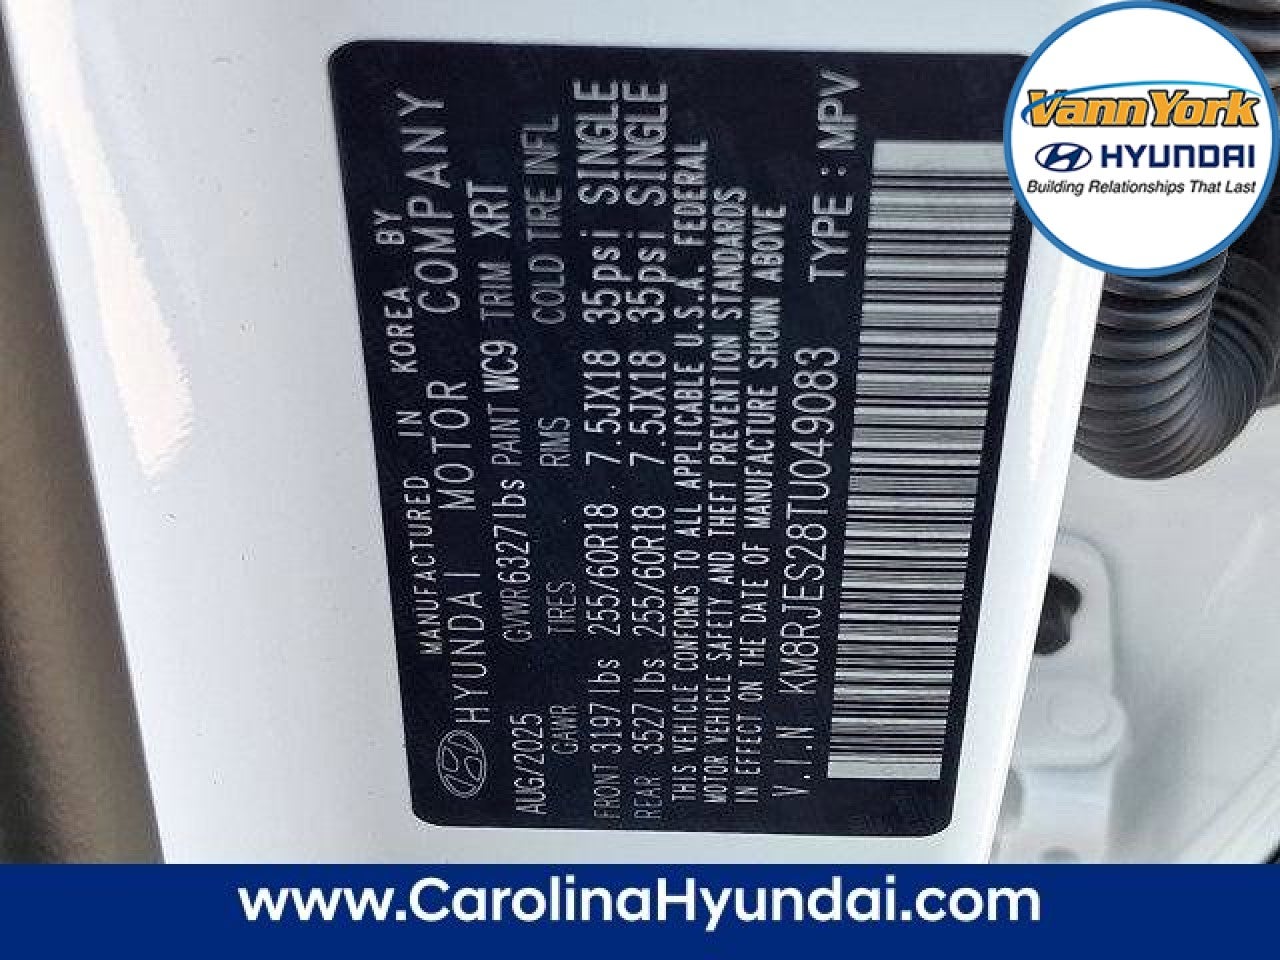 MANUFACTURED IN KOREA BY
HYUNDAI MOTOR COMPANY
AUG/2025 GVWR 6327lbs PAINT WC9 TRIM XRT
GAWR TIRES RMS COLD TIRE INFL
FRONT 3197lbs 255/60R18 7.5JX18 35psi SINGLE
REAR 3527lbs 255/60R18 7.5JX18 35psi SINGLE
THIS VEHICLE CONFORMS TO ALL APPLICABLE U.S.A. FEDERAL
MOTOR VEHICLE SAFETY AND THEFT PREVENTION STANDARDS
IN EFFECT ON THE DATE OF MANUFACTURE SHOWN ABOVE
V.I.N KM8RJES28TU049083 TYPE : MPV
VannYork
HYUNDAI
Building Relationships That Last
www.CarolinaHyundai.com